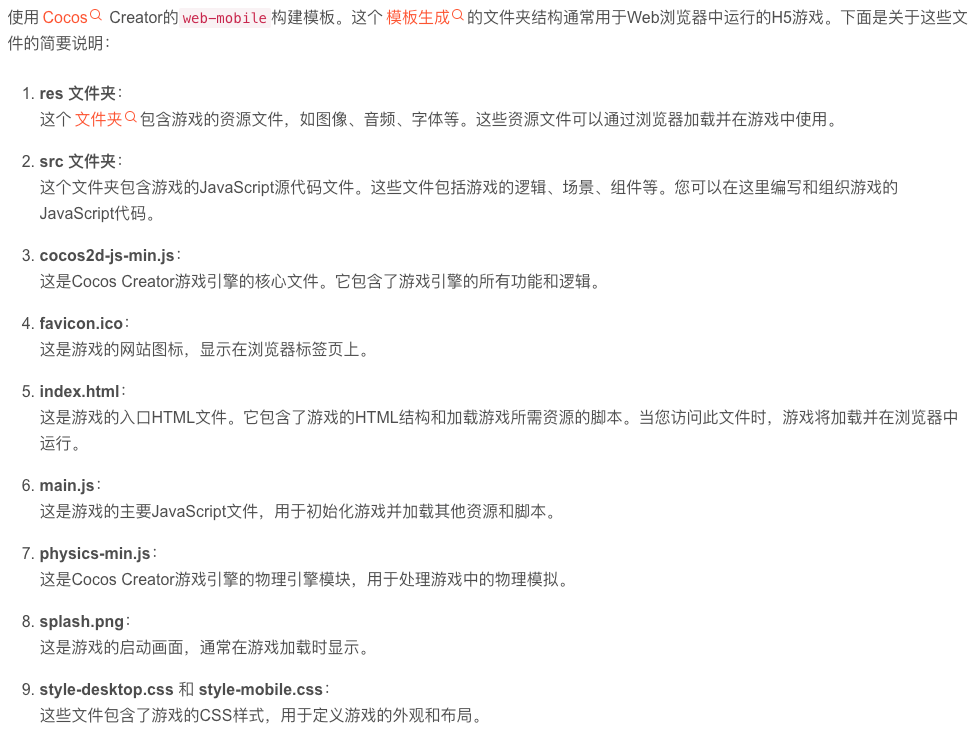 使用 Cocos Creator的 web-mobile 构建模板。这个 模板生成 的文件夹结构通常用于Web浏览器中运行的H5游戏。下面是关于这些文
件的简要说明：
1. res 文件夹：
这个 文件夹 包含游戏的资源文件，如图像、音频、字体等。这些资源文件可以通过浏览器加载并在游戏中使用。
2. src 文件夹：
这个文件夹包含游戏的JavaScript源代码文件。这些文件包括游戏的逻辑、场景、组件等。您可以在这里编写和组织游戏的
JavaScript代码。
3. cocos2d-js-min.js：
这是Cocos Creator游戏引擎的核心文件。它包含了游戏引擎的所有功能和逻辑。
4. favicon.ico：
这是游戏的网站图标，显示在浏览器标签页上。
5. index.html：
这是游戏的入口HTML文件。它包含了游戏的HTML结构和加载游戏所需资源的脚本。当您访问此文件时，游戏将加载并在浏览器中
运行。
6. main.js：
这是游戏的主要JavaScript文件，用于初始化游戏并加载其他资源和脚本。
7. physics-min.js：
这是Cocos Creator游戏引擎的物理引擎模块，用于处理游戏中的物理模拟。
8. splash.png：
这是游戏的启动画面，通常在游戏加载时显示。
9. style-desktop.css 和 style-mobile.css：
这些文件包含了游戏的CSS样式，用于定义游戏的外观和布局。